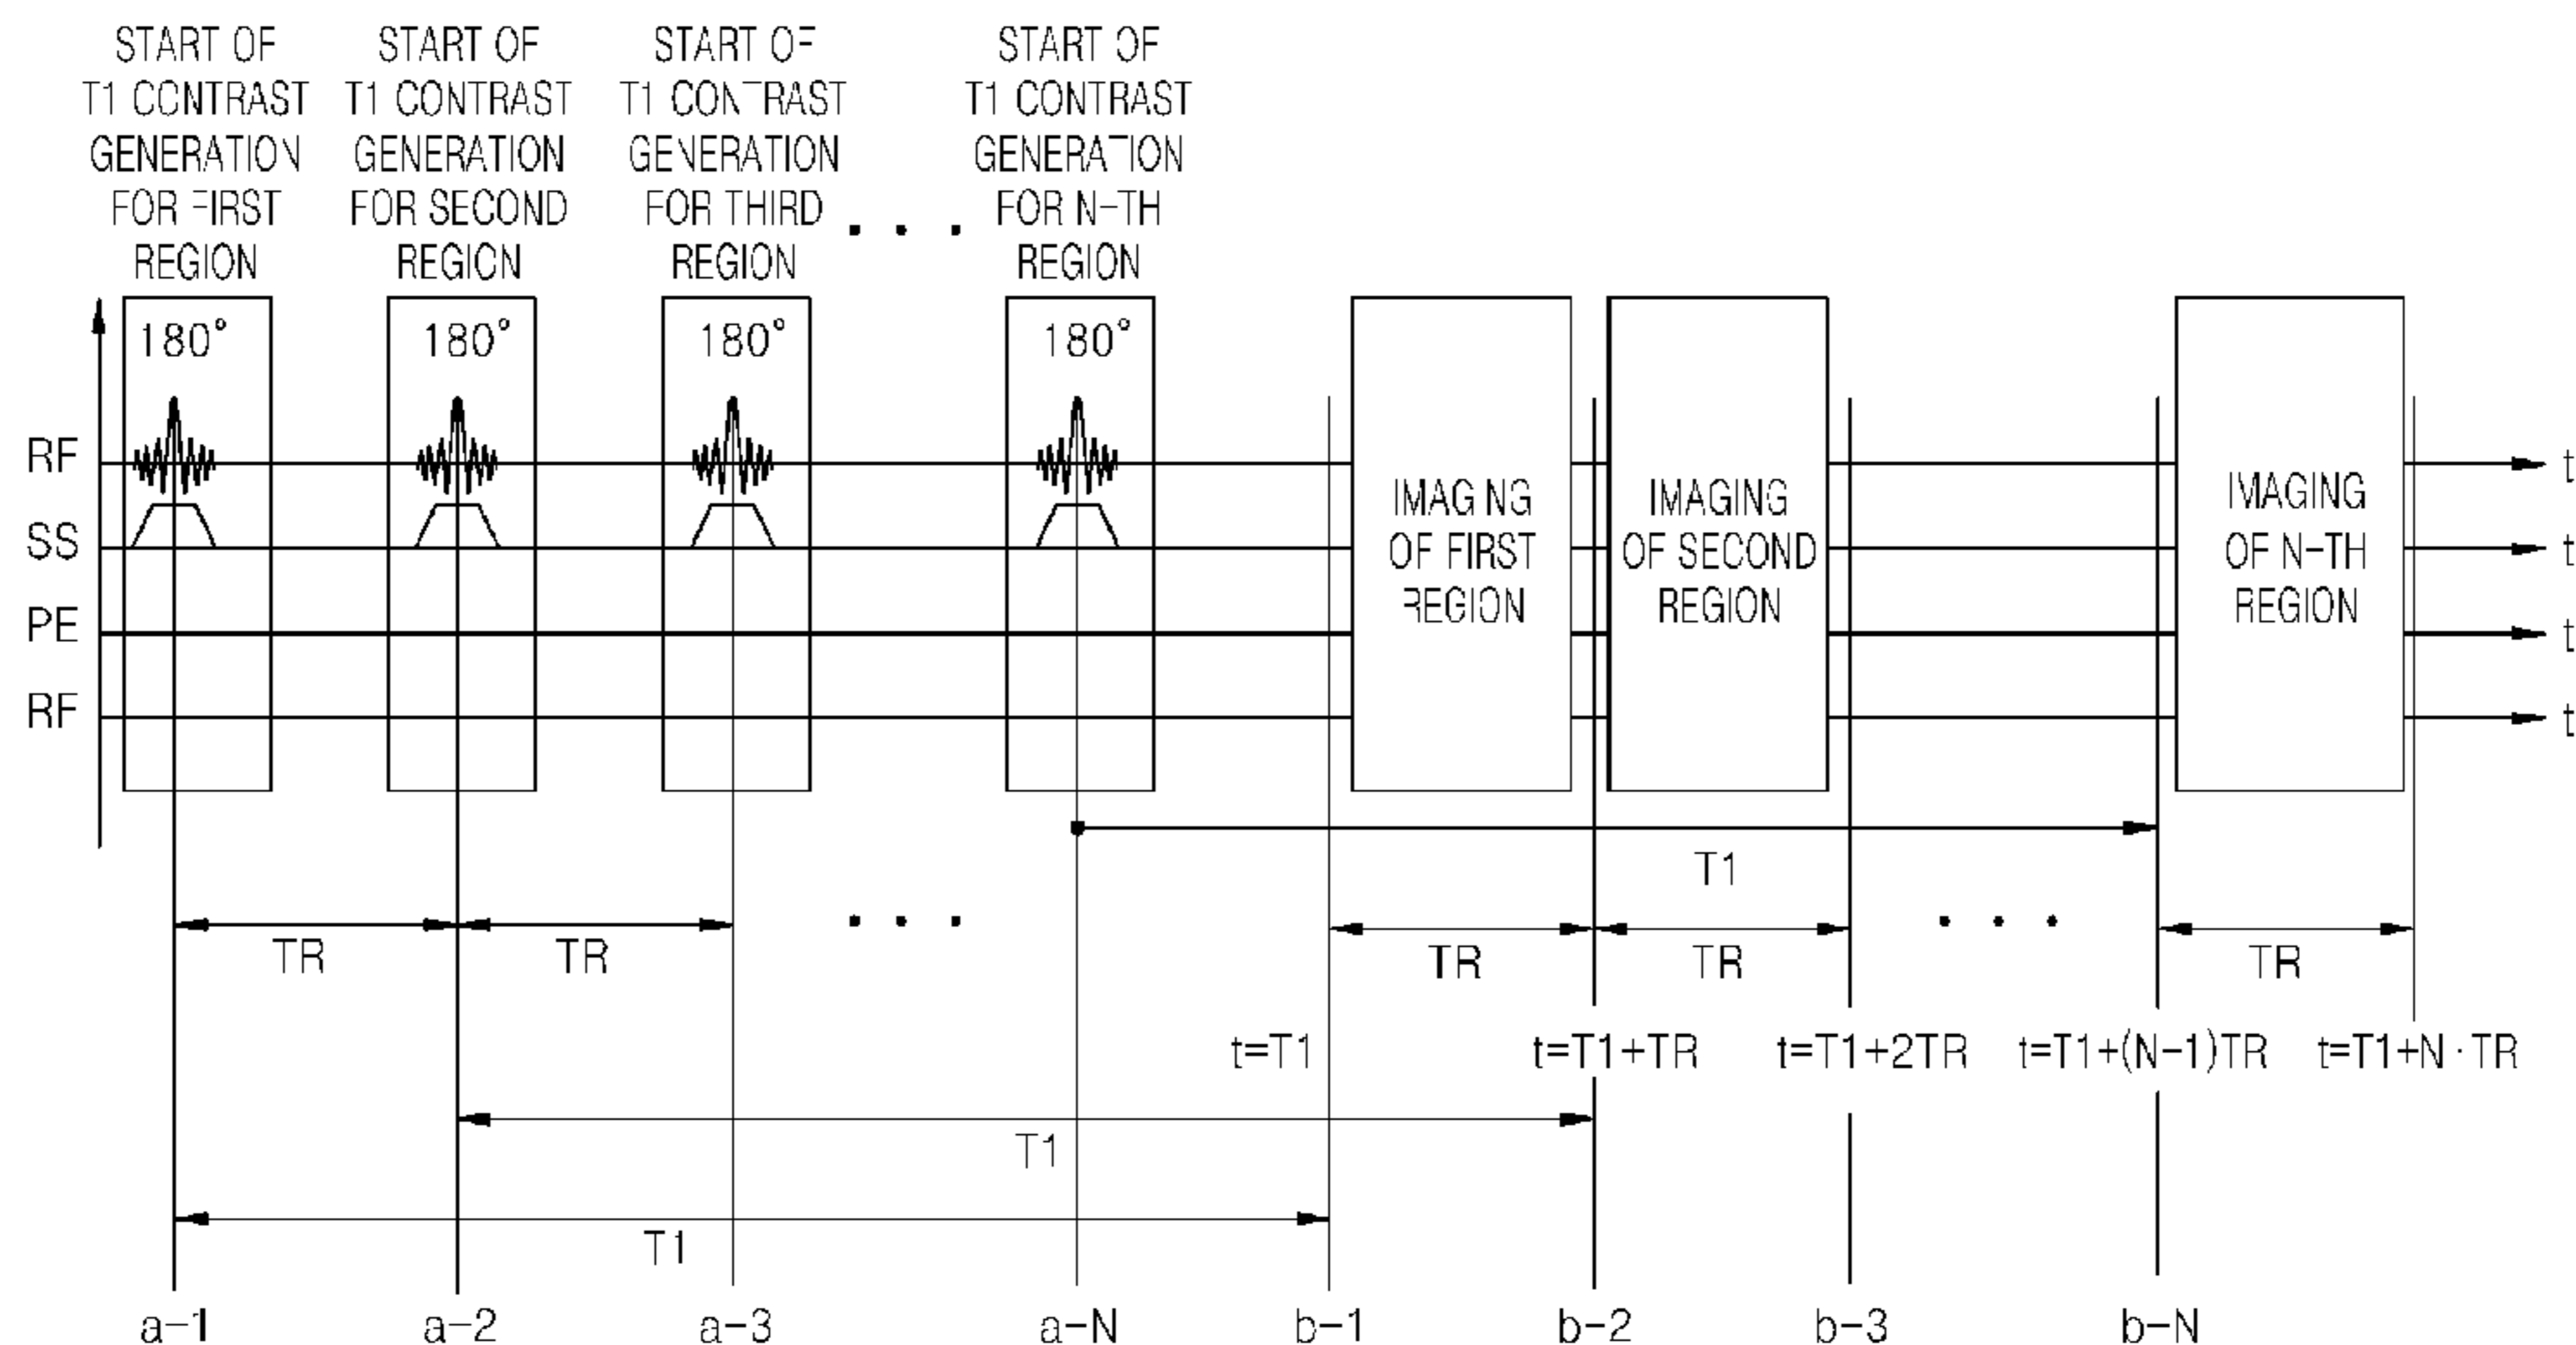 START OF
T1 CONTRAST
GENERATION
FOR FIRST
REGION
START OF
T1 CONTRAST
GENERATION
FOR SECOND
REGION
START OF
T1 CONTRAST
GENERATION
FOR THIRD
REGION
. . .
START OF
T1 CONTRAST
GENERATION
FOR N-TH
REGION
180°
180°
180°
180°
RF
t
SS
t
PE
t
RF
t
IMAGING
OF FIRST
REGION
IMAGING
OF SECOND
REGION
IMAGING
OF N-TH
REGION
T1
TR
TR
. . .
TR
TR
. . .
TR
t=T1
t=T1+TR
t=T1+2TR
t=T1+(N-1)TR
t=T1+N·TR
T1
T1
a-1
a-2
a-3
a-N
b-1
b-2
b-3
b-N